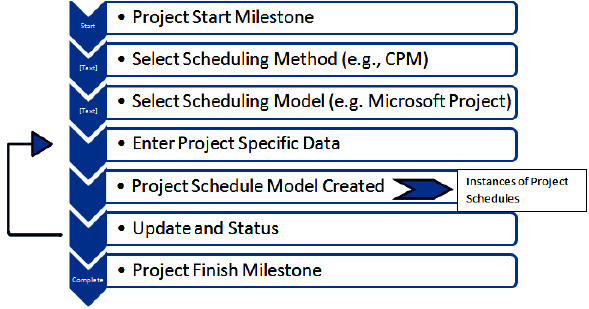 Start
• Project Start Milestone
[Text]
• Select Scheduling Method (e.g., CPM)
[Text]
• Select Scheduling Model (e.g. Microsoft Project)
• Enter Project Specific Data
• Project Schedule Model Created
Instances of Project
Schedules
• Update and Status
Complete
• Project Finish Milestone